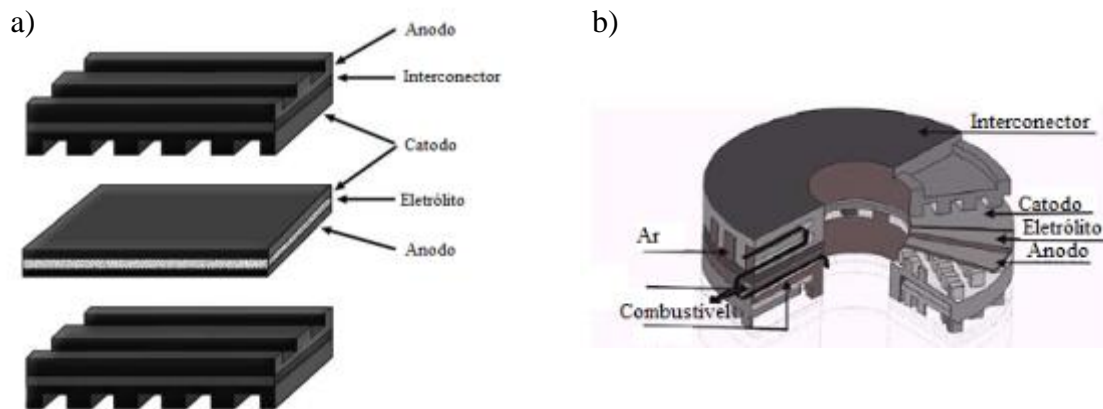 a)
Anodo
Interconector
Catodo
Eletrólito
Anodo
b)
Interconector
Catodo
Eletrólito
Anodo
Ar
Combustível